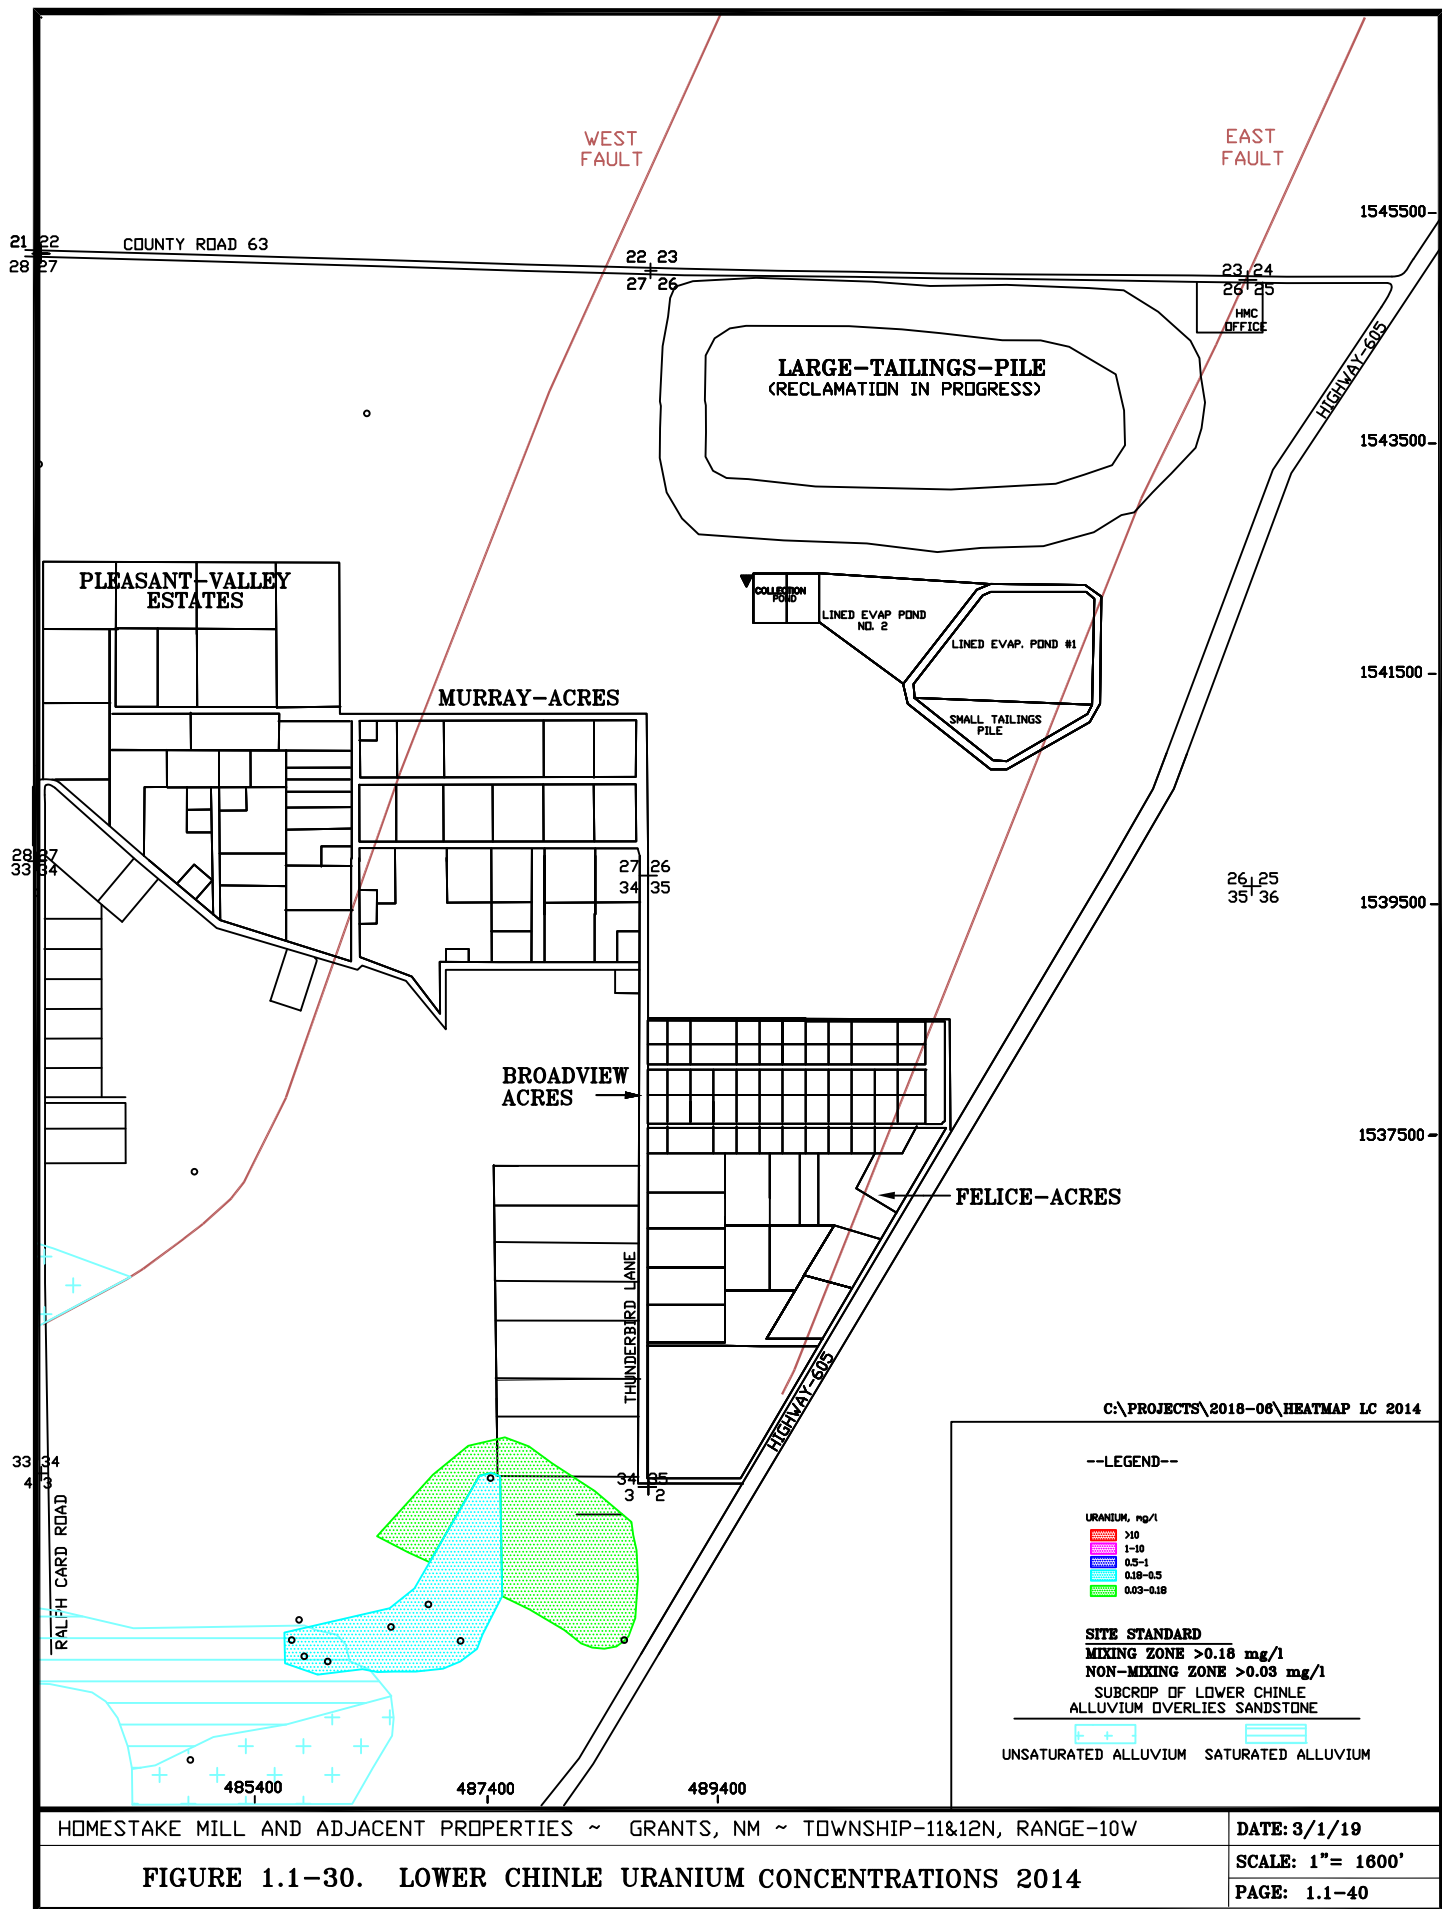 WEST
FAULT
EAST
FAULT
1545500
21 22
28 27
COUNTY ROAD 63
22 23
27 26
23 24
26 25
HMC
OFFICE
HIGHWAY-605
LARGE-TAILINGS-PILE
(RECLAMATION IN PROGRESS)
1543500
COLLECTION
POND
LINED EVAP POND
NO. 2
LINED EVAP. POND #1
SMALL TAILINGS
PILE
PLEASANT-VALLEY
ESTATES
1541500
MURRAY-ACRES
28 27
33 34
27 26
34 35
26 25
35 36
1539500
BROADVIEW
ACRES
1537500
FELICE-ACRES
THUNDERBIRD LANE
HIGHWAY-605
33 34
4 3
34 35
3 2
RALPH CARD ROAD
C:\PROJECTS\2018-06\HEATMAP LC 2014
--LEGEND--
URANIUM, mg/l
>10
1-10
0.5-1
0.18-0.5
0.03-0.18
SITE STANDARD
MIXING ZONE >0.18 mg/l
NON-MIXING ZONE >0.03 mg/l
SUBCROP OF LOWER CHINLE
ALLUVIUM OVERLIES SANDSTONE
UNSATURATED ALLUVIUM SATURATED ALLUVIUM
485400
487400
489400
HOMESTAKE MILL AND ADJACENT PROPERTIES ~ GRANTS, NM ~ TOWNSHIP-11&12N, RANGE-10W
FIGURE 1.1-30. LOWER CHINLE URANIUM CONCENTRATIONS 2014
DATE: 3/1/19
SCALE: 1"= 1600'
PAGE: 1.1-40